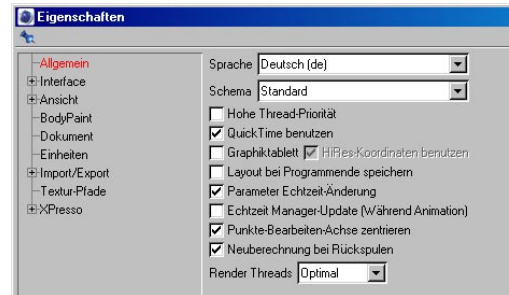 Eigenschaften
Allgemein
Interface
Ansicht
BodyPaint
Dokument
Einheiten
Import/Export
Textur-Pfade
XPresso
Sprache Deutsch (de)
Schema Standard
Hohe Thread-Priorität
QuickTime benutzen
Graphiktablett HiRes-Koordinaten benutzen
Layout bei Programmende speichern
Parameter Echtzeit-Änderung
Echtzeit Manager-Update (Während Animation)
Punkte-Bearbeiten-Achse zentrieren
Neuberechnung bei Rückspulen
Render Threads Optimal